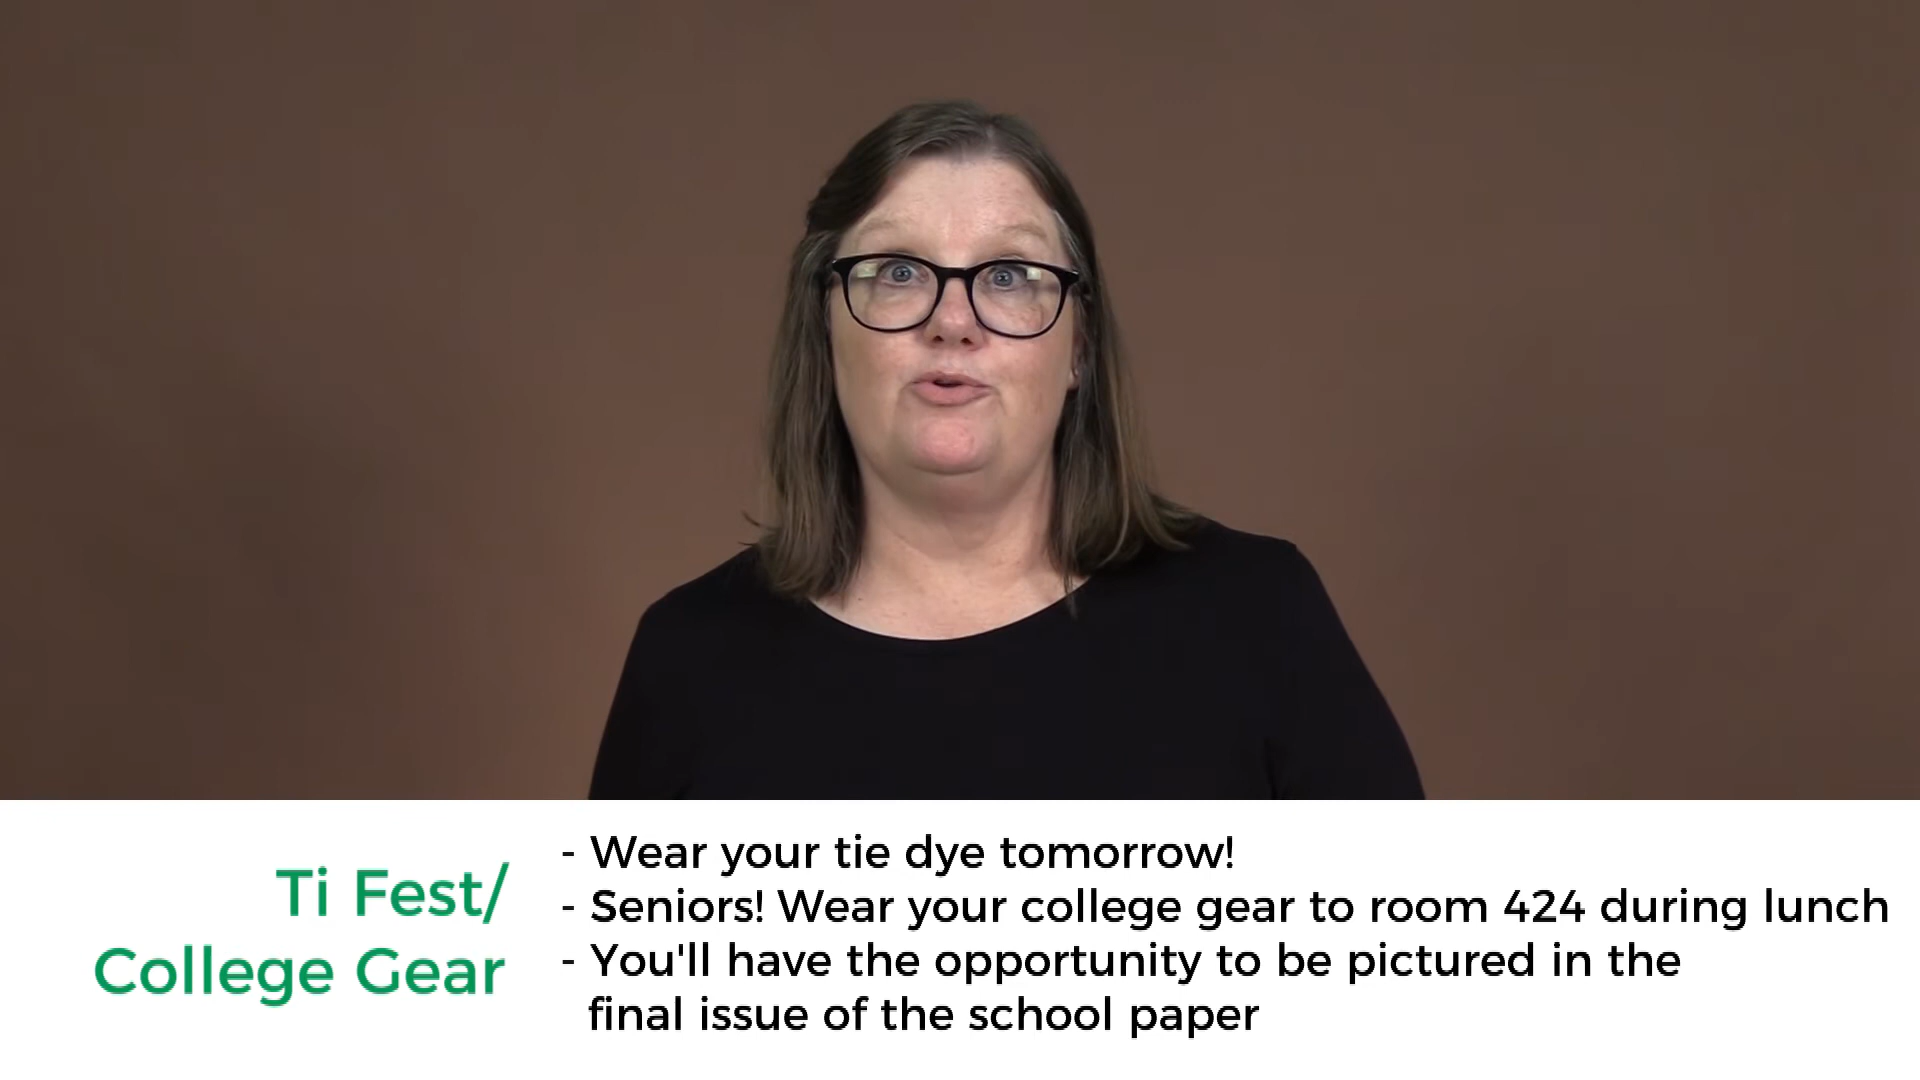 Ti Fest/
College Gear
- Wear your tie dye tomorrow!
- Seniors! Wear your college gear to room 424 during lunch
- You'll have the opportunity to be pictured in the
final issue of the school paper